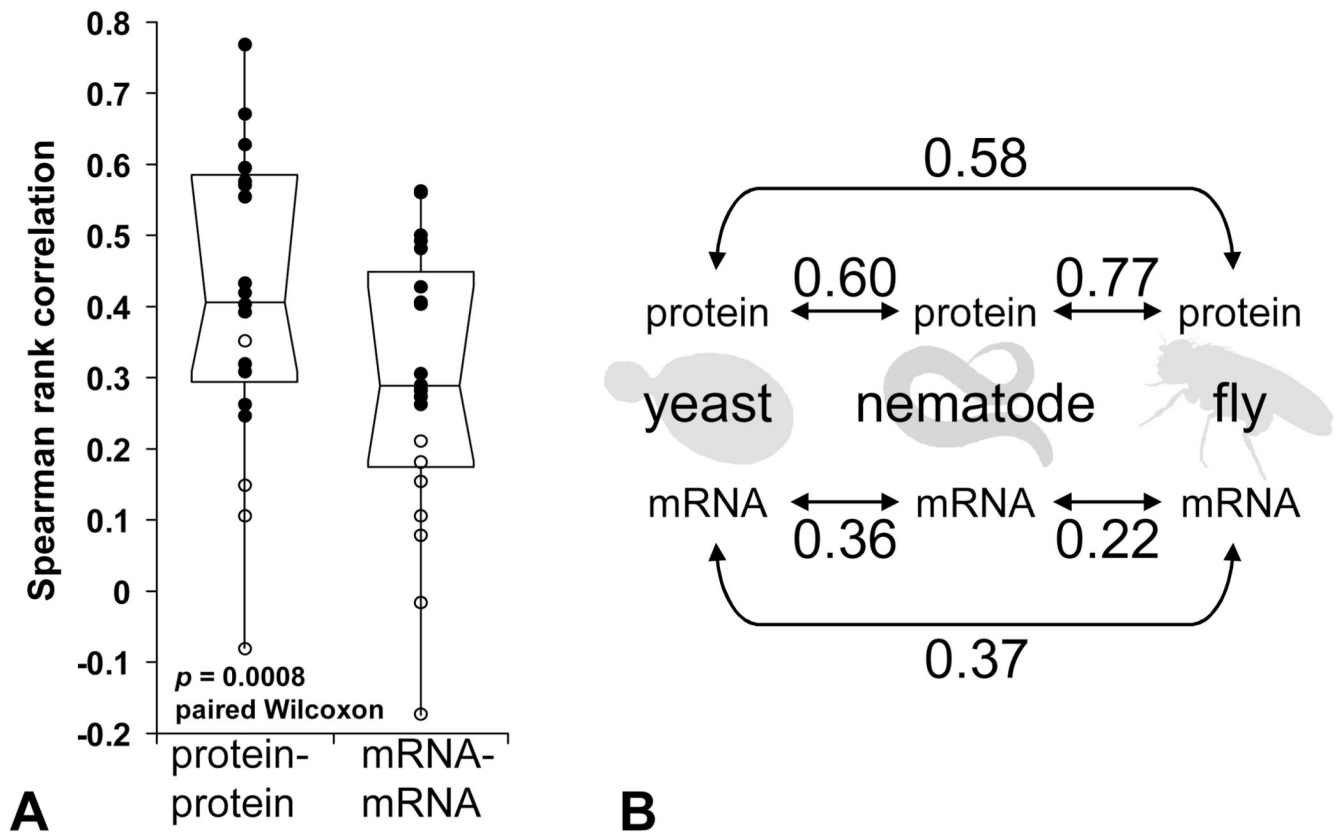 Spearman rank correlation
0.8
0.7
0.6
0.5
0.4
0.3
0.2
0.1
0
-0.1
-0.2
p = 0.0008
paired Wilcoxon
protein-
protein
mRNA-
mRNA
A
0.58
0.60 0.77
protein protein protein
yeast nematode fly
mRNA mRNA mRNA
0.36 0.22
0.37
B